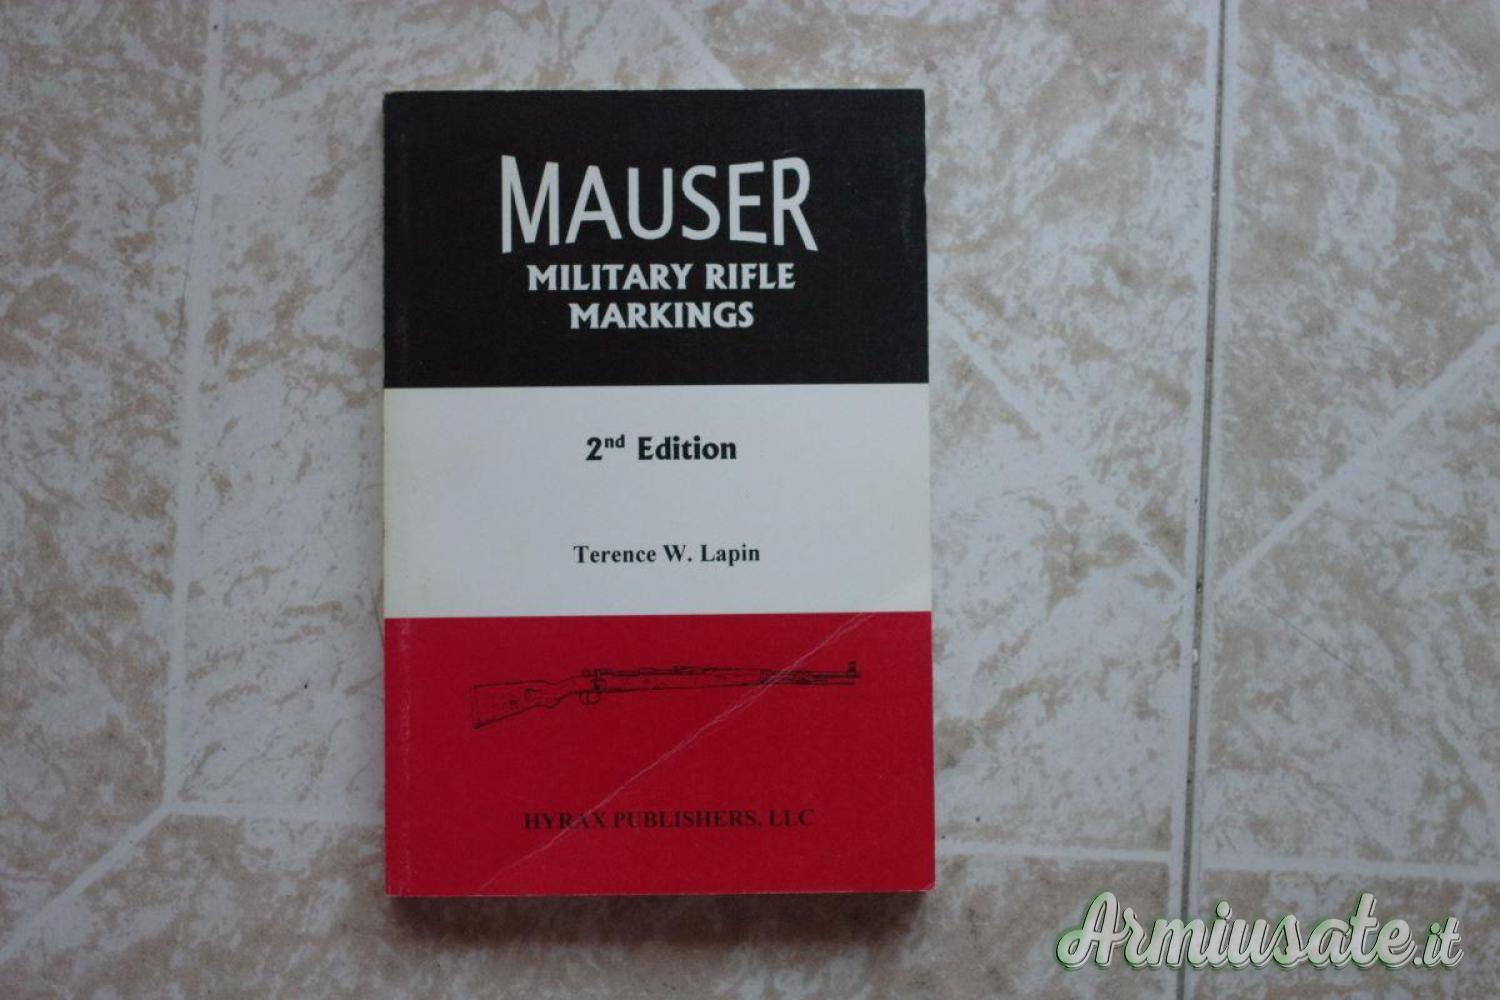 MAUSER
MILITARY RIFLE
MARKINGS
2nd Edition
Terence W. Lapin
HYRAX PUBLISHERS, LLC
Armiusate.it